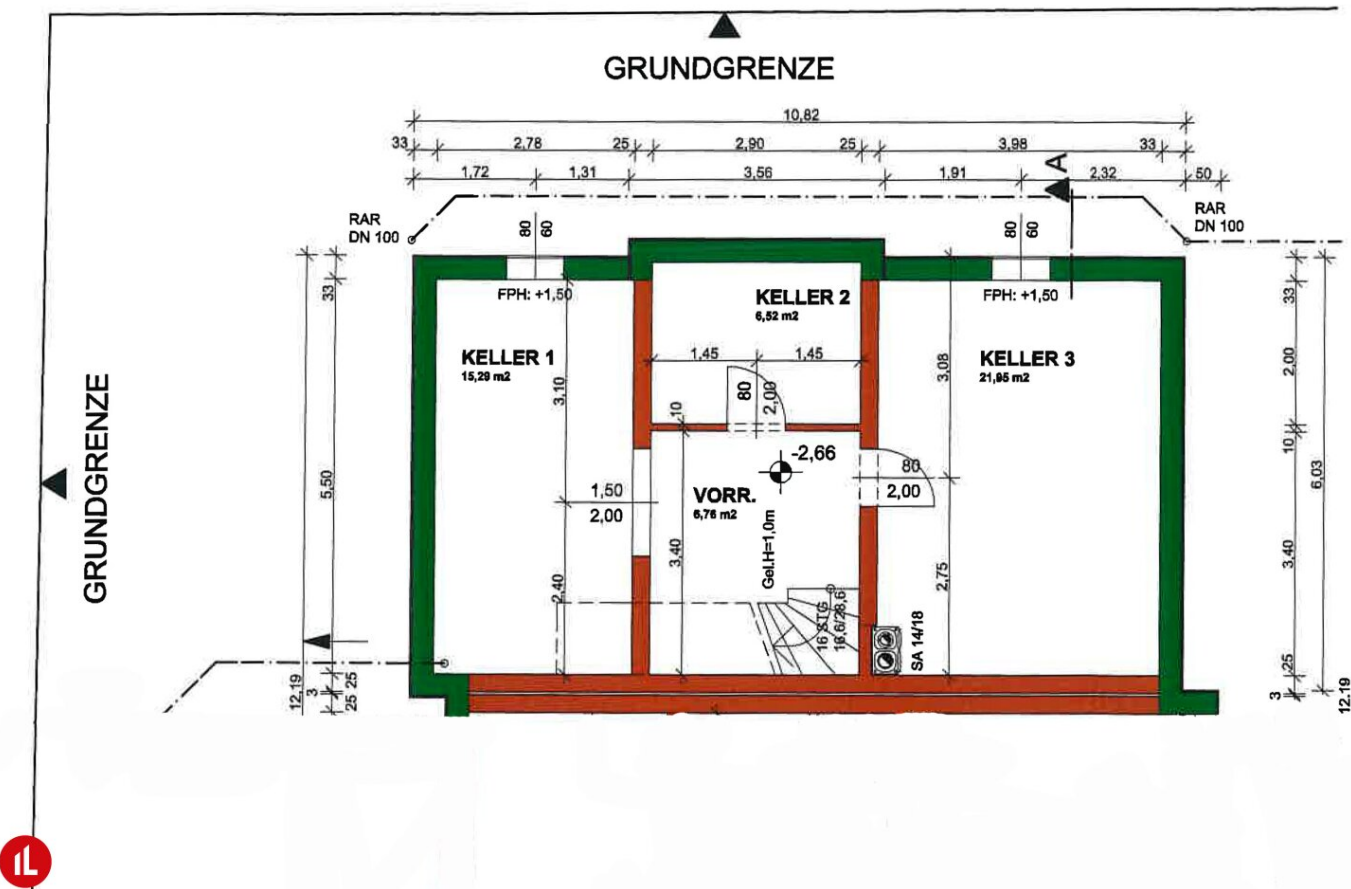 GRUNDGRENZE
10,82
33 2,78 25 2,90 25 3,98 33
1,72 1,31 3,56 1,91 2,32 50
A
RAR
DN 100
80
60
80
60
RAR
DN 100
FPH: +1,50
FPH: +1,50
KELLER 1
15,29 m2
KELLER 2
6,52 m2
KELLER 3
21,95 m2
1,45 1,45
80
2,00
10
3,10
3,08
-2,66
80
2,00
1,50
2,00
VORR.
6,76 m2
Gel.H=1,0m
3,40
2,40
2,75
16 STG
16,6/28,6
SA 14/18
GRUNDGRENZE
33
5,50
25
3
25
12,19
33
2,00
10
3,40
25
3
6,03
12,19
1L